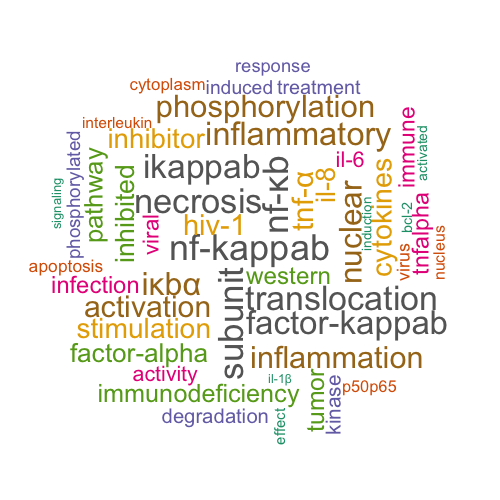 response
cytoplasm
induced
treatment
phosphorylation
interleukin
inhibitor
inflammatory
phosphorylated
pathway
inhibited
ikappab
nf-κb
il-6
immune
activated
signaling
necrosis
tnf-α
il-8
nuclear
cytokines
tnfalpha
bcl-2
induction
viral
hiv-1
nf-kappab
virus
nucleus
apoptosis
infection
iκbα
subunit
western
translocation
activation
stimulation
factor-kappab
factor-alpha
inflammation
activity
il-1β
immunodeficiency
tumor
kinase
p50p65
degradation
effect